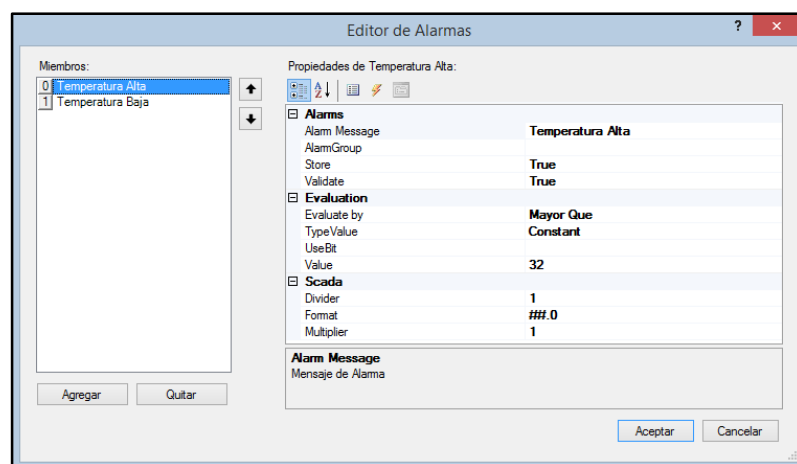 Editor de Alarmas
?
Miembros:
0 Temperatura Alta
1 Temperatura Baja
Agregar
Quitar
Propiedades de Temperatura Alta:
Alarms
Alarm Message Temperatura Alta
AlarmGroup
Store True
Validate True
Evaluation
Evaluate by Mayor Que
TypeValue Constant
UseBit
Value 32
Scada
Divider 1
Format ##.0
Multiplier 1
Alarm Message
Mensaje de Alarma
Aceptar
Cancelar